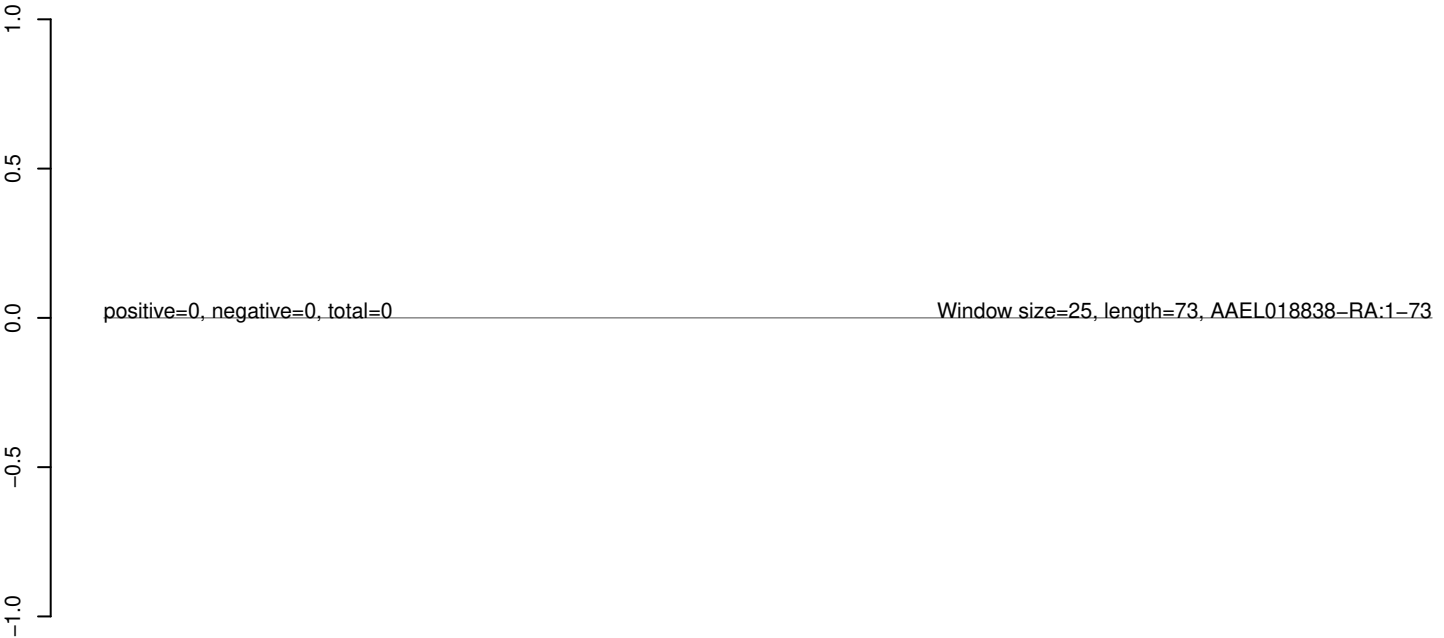 1.0
0.5
0.0
−0.5
−1.0
positive=0, negative=0, total=0
Window size=25, length=73, AAEL018838−RA:1−73